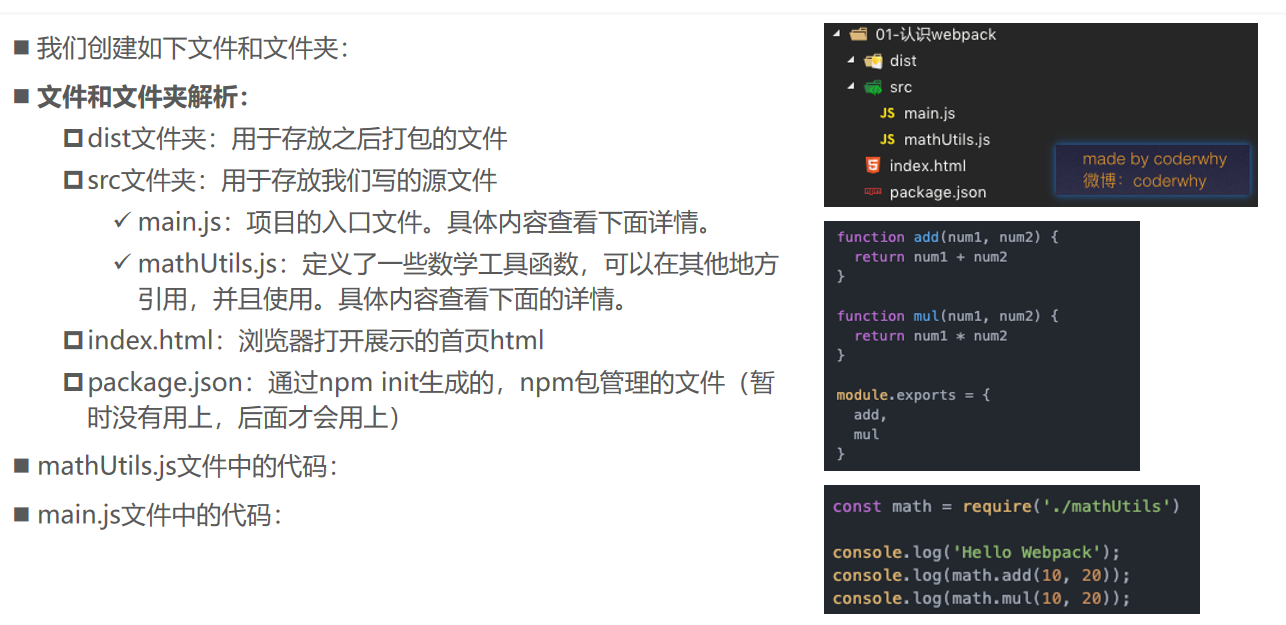 我们创建如下文件和文件夹：
文件和文件夹解析：
dist文件夹：用于存放之后打包的文件
src文件夹：用于存放我们写的源文件
main.js：项目的入口文件。具体内容查看下面详情。
mathUtils.js：定义了一些数学工具函数，可以在其他地方
引用，并且使用。具体内容查看下面的详情。
index.html：浏览器打开展示的首页html
package.json：通过npm init生成的，npm包管理的文件（暂
时没有用上，后面才会用上）
mathUtils.js文件中的代码：
main.js文件中的代码：
01-认识webpack
dist
src
JS main.js
JS mathUtils.js
5 index.html
npm package.json
made by coderwhy
微博：coderwhy
function add(num1, num2) {
  return num1 + num2
}
function mul(num1, num2) {
  return num1 * num2
}
module.exports = {
  add,
  mul
}
const math = require('./mathUtils')
console.log('Hello Webpack');
console.log(math.add(10, 20));
console.log(math.mul(10, 20));